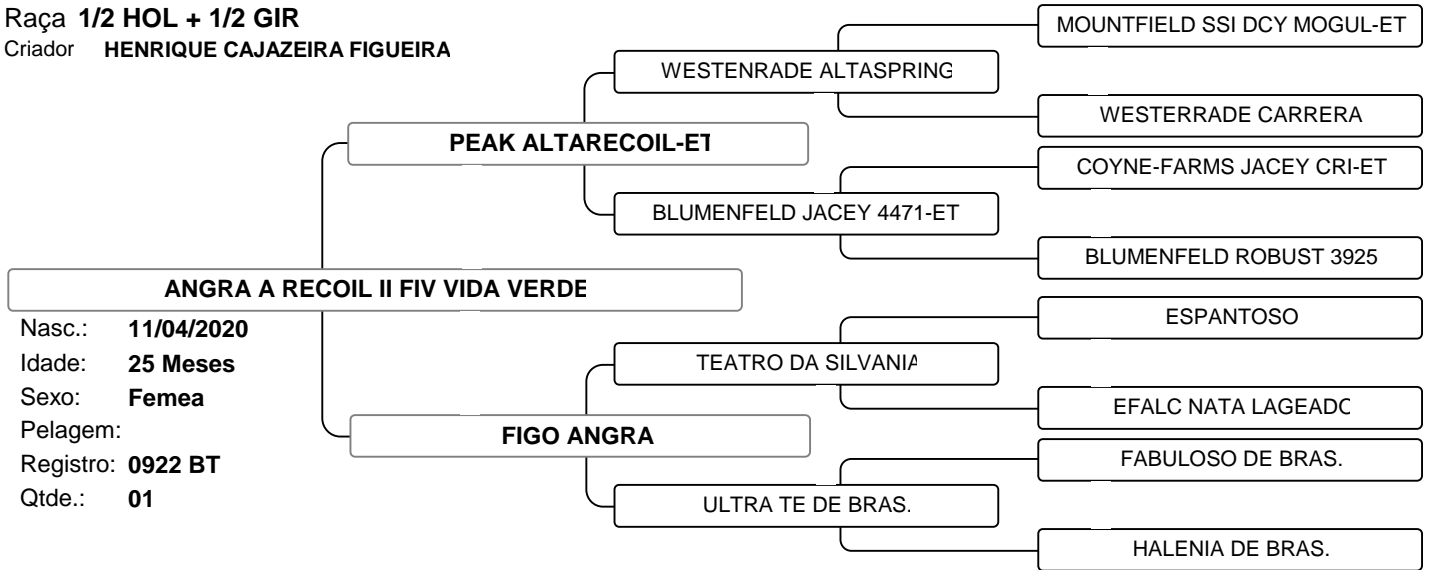 Raça 1/2 HOL + 1/2 GIR
Criador HENRIQUE CAJAZEIRA FIGUEIRA
MOUNTFIELD SSI DCY MOGUL-ET
WESTENRADE ALTASPRING
WESTERRADE CARRERA
PEAK ALTARECOIL-ET
COYNE-FARMS JACEY CRI-ET
BLUMENFELD JACEY 4471-ET
BLUMENFELD ROBUST 3925
ANGRA A RECOIL II FIV VIDA VERDE
Nasc.: 11/04/2020
Idade: 25 Meses
Sexo: Femea
Pelagem:
Registro: 0922 BT
Qtde.: 01
ESPANTOSO
TEATRO DA SILVANIA
EFALC NATA LAGEADO
FIGO ANGRA
FABULOSO DE BRAS.
ULTRA TE DE BRAS.
HALENIA DE BRAS.